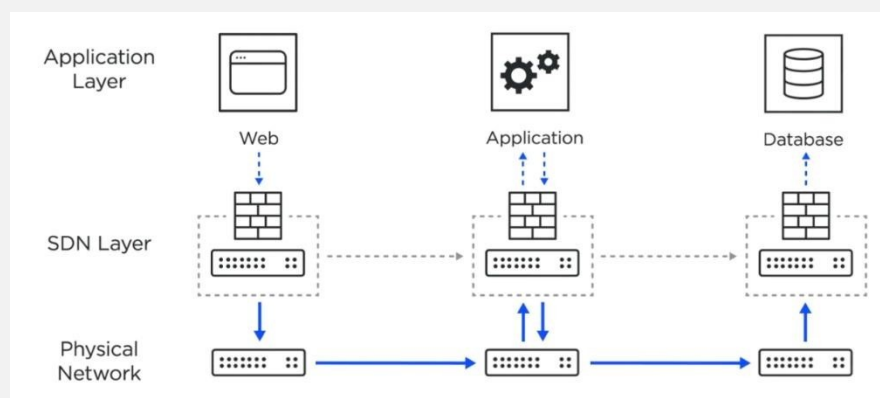 Application
Layer
Web
Application
Database
SDN Layer
Physical
Network